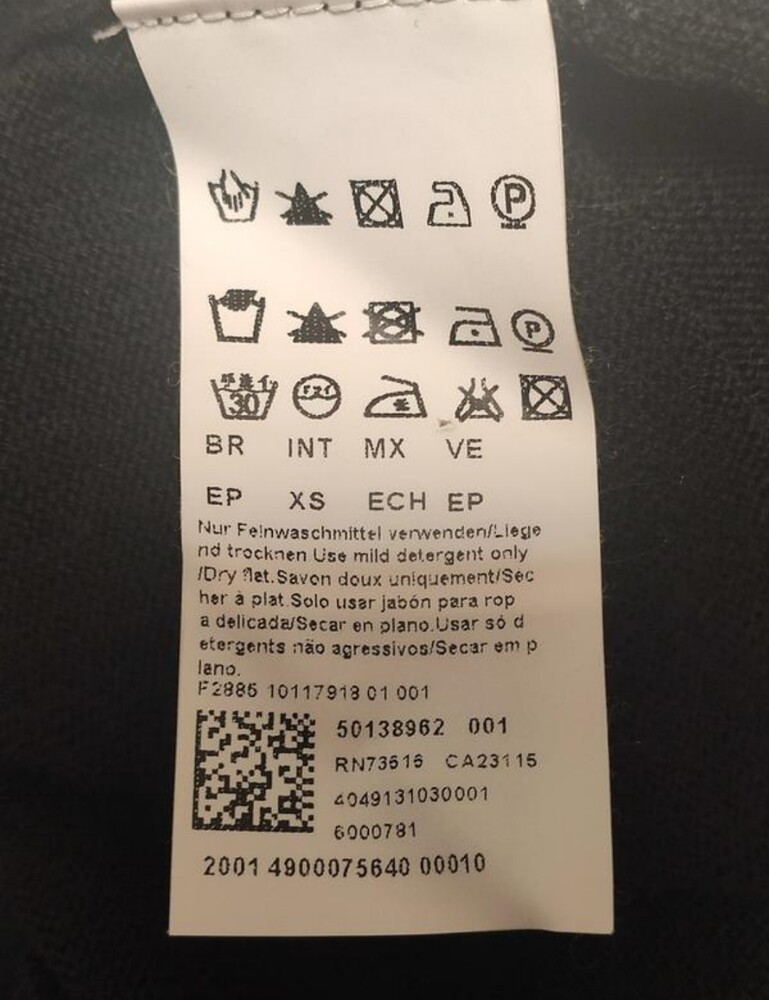 P
P
30
BR INT MX VE
EP XS ECH EP
Nur Feinwaschmittel verwenden/Liege
nd trocknen Use mild detergent only
/Dry flat.Savon doux uniquement/Séc
her à plat.Solo usar jabón para rop
a delicada/Secar en plano.Usar só d
etergents não agressivos/Secar em p
lano.
F2885 10117918 01 001
50138962 001
RN73616 CA23115
4049131030001
6000781
2001 4900075640 00010